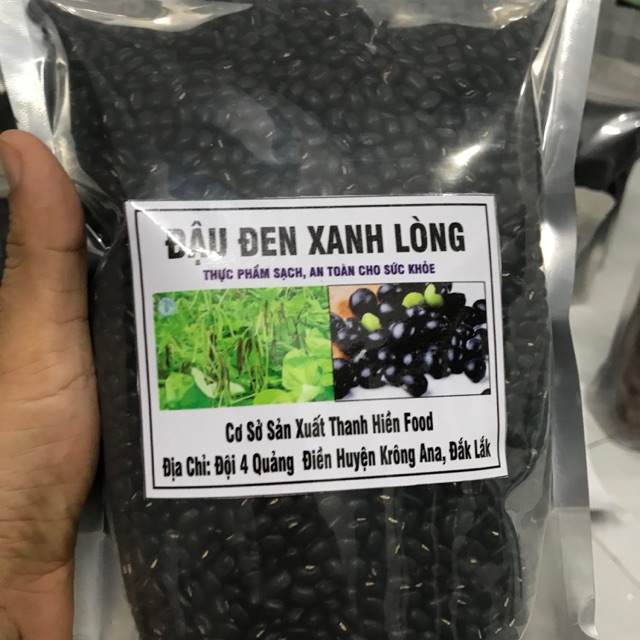 ĐẬU ĐEN XANH LÒNG
THỰC PHẨM SẠCH, AN TOÀN CHO SỨC KHỎE
Cơ Sở Sản Xuất Thanh Hiền Food
Địa Chỉ: Đội 4 Quảng Điền Huyện Krông Ana, Đắk Lắk